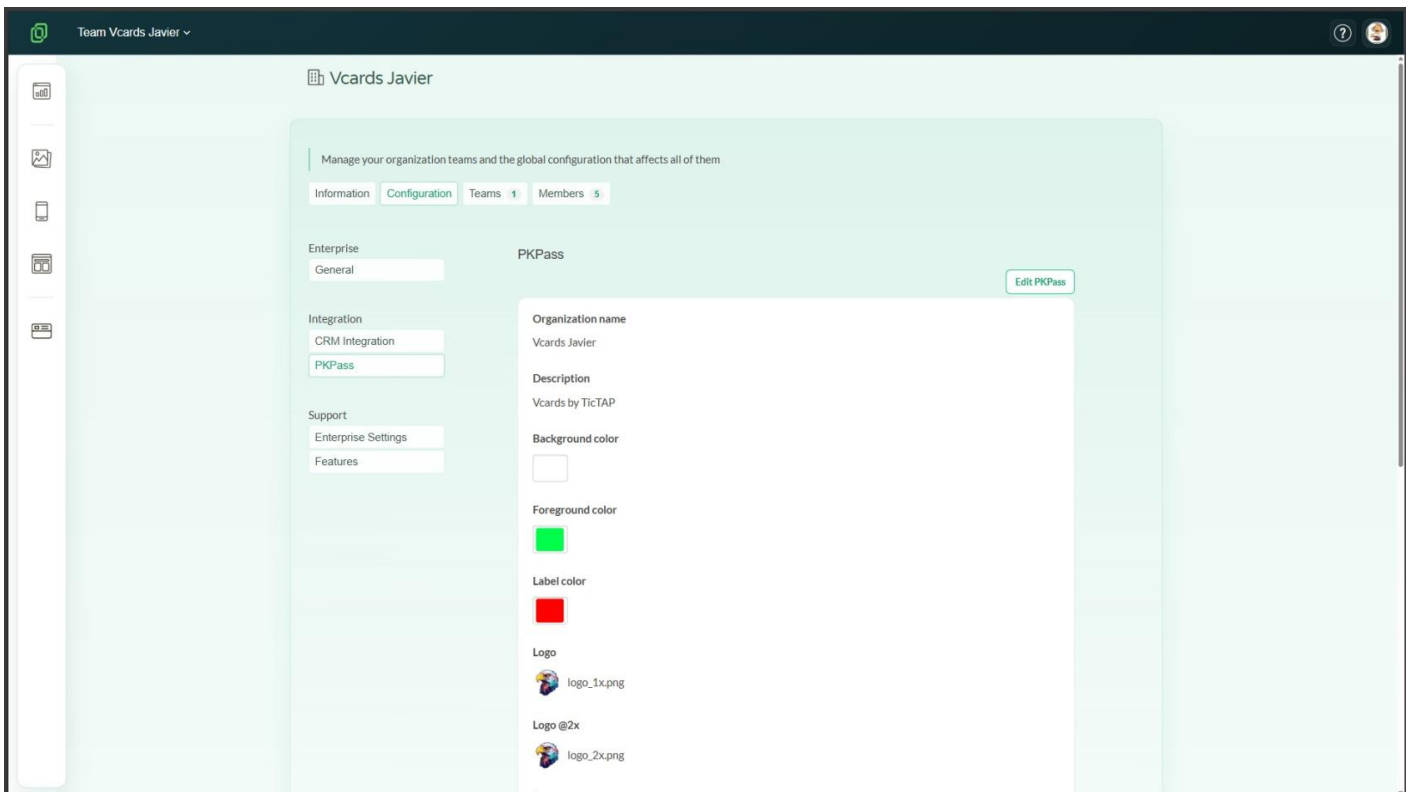 Team Vcards Javier
?
Vcards Javier
Manage your organization teams and the global configuration that affects all of them
Information Configuration Teams 1 Members 5
Enterprise
General
Integration
CRM Integration
PKPass
Support
Enterprise Settings
Features
PKPass
Edit PKPass
Organization name
Vcards Javier
Description
Vcards by TicTAP
Background color
Foreground color
Label color
Logo
logo_1x.png
Logo @2x
logo_2x.png